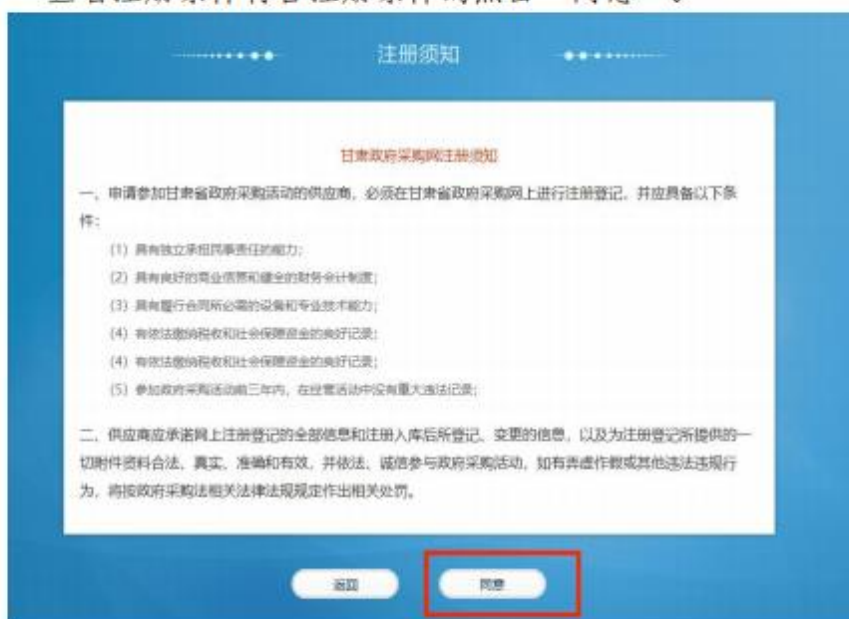 注册须知
甘肃政府采购网注册须知
一、申请参加甘肃省政府采购活动的供应商，必须在甘肃省政府采购网上进行注册登记，并应具备以下条
件：
（1）具有独立承担民事责任的能力；
（2）具有良好的商业信誉和健全的财务会计制度；
（3）具有履行合同所必需的设备和专业技术能力；
（4）有依法缴纳税收和社会保障资金的良好记录；
（4）有依法缴纳税收和社会保障资金的良好记录；
（5）参加政府采购活动前三年内，在经营活动中没有重大违法记录；
二、供应商应承诺网上注册登记的全部信息和注册入库后所登记、变更的信息，以及为注册登记所提供的一
切附件资料合法、真实、准确和有效，并依法、诚信参与政府采购活动，如有弄虚作假或其他违法违规行
为，将按政府采购法相关法律法规规定作出相关处罚。
返回
同意